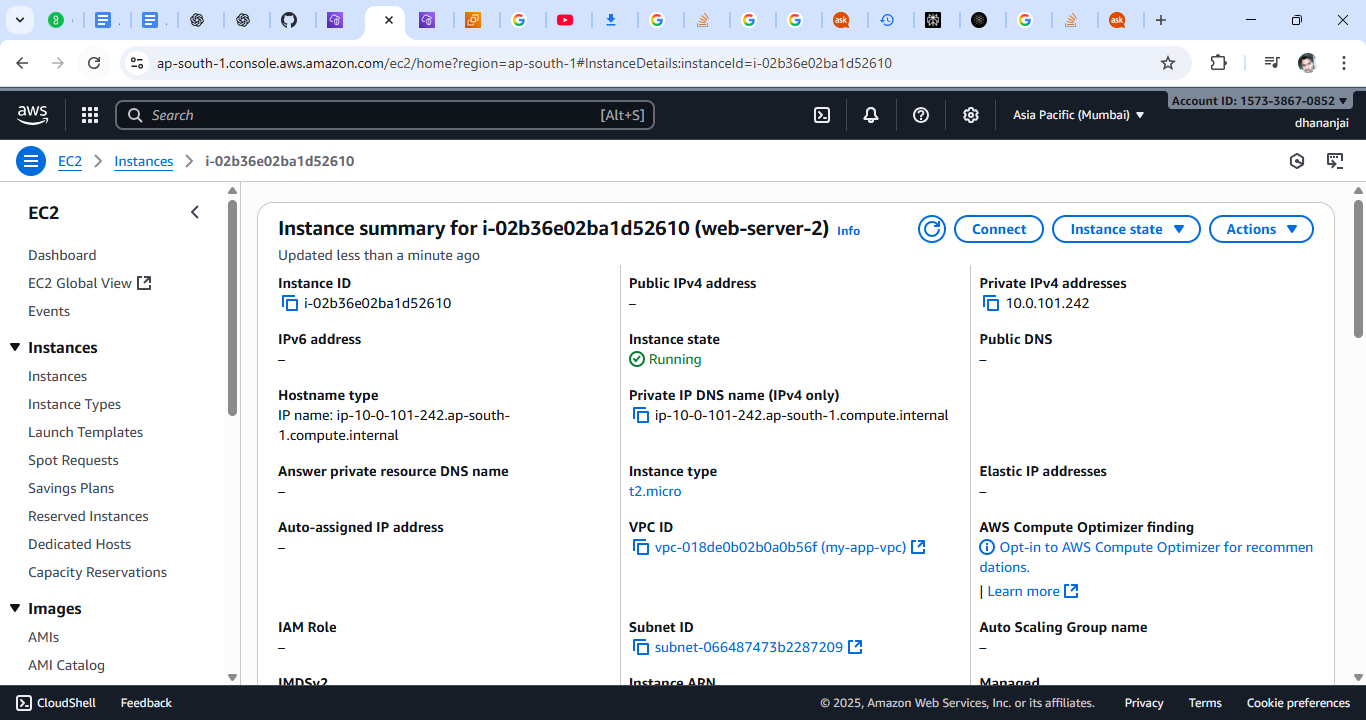 ap-south-1.console.aws.amazon.com/ec2/home?region=ap-south-1#InstanceDetails:instanceId=i-02b36e02ba1d52610
aws
Search
[Alt+S]
Asia Pacific (Mumbai)
Account ID: 1573-3867-0852
dhananjai
EC2
Instances
i-02b36e02ba1d52610
EC2
Dashboard
EC2 Global View
Events
Instances
Instances
Instance Types
Launch Templates
Spot Requests
Savings Plans
Reserved Instances
Dedicated Hosts
Capacity Reservations
Images
AMIs
AMI Catalog
Instance summary for i-02b36e02ba1d52610 (web-server-2) Info
Connect
Instance state
Actions
Updated less than a minute ago
Instance ID
i-02b36e02ba1d52610
Public IPv4 address
–
Private IPv4 addresses
10.0.101.242
IPv6 address
–
Instance state
Running
Public DNS
–
Hostname type
IP name: ip-10-0-101-242.ap-south-
1.compute.internal
Private IP DNS name (IPv4 only)
ip-10-0-101-242.ap-south-1.compute.internal
Answer private resource DNS name
–
Instance type
t2.micro
Elastic IP addresses
–
Auto-assigned IP address
–
VPC ID
vpc-018de0b02b0a0b56f (my-app-vpc)
AWS Compute Optimizer finding
Opt-in to AWS Compute Optimizer for recommen
dations.
| Learn more
IAM Role
–
Subnet ID
subnet-066487473b2287209
Auto Scaling Group name
–
IMDSv2
Instance ARN
Managed
CloudShell
Feedback
© 2025, Amazon Web Services, Inc. or its affiliates.
Privacy
Terms
Cookie preferences